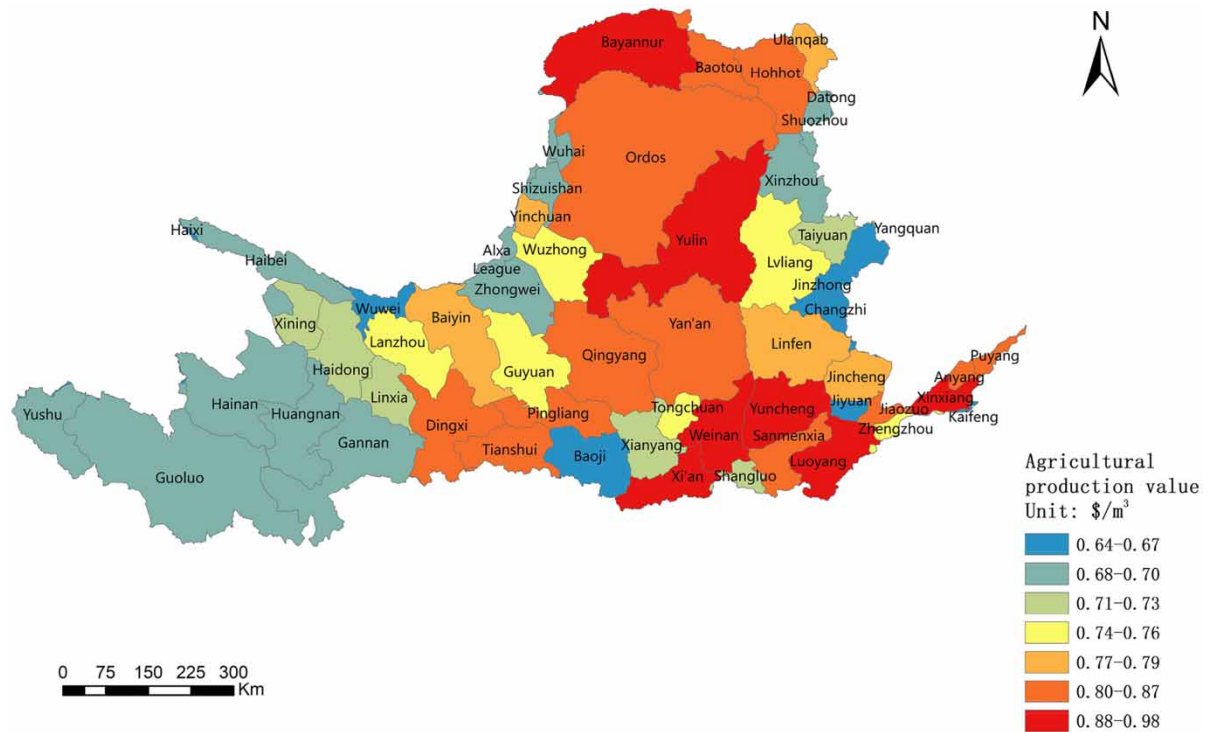 N
Ulanqab
Bayannur
Baotou
Hohhot
Datong
Shuozhou
Wuhai
Ordos
Xinzhou
Shizuishan
Yinchuan
Haixi
Taiyuan
Yangquan
Yulin
Alxa
League
Wuzhong
Lvliang
Haibei
Zhongwei
Jinzhong
Changzhi
Wuwei
Baiyin
Yan'an
Xining
Lanzhou
Linfen
Qingyang
Puyang
Haidong
Guyuan
Jincheng
Anyang
Linxia
Xinxiang
Hainan
Jiyuan
Jiaozuo
Kaifeng
Yushu
Huangnan
Pingliang
Tongchuan
Yuncheng
Dingxi
Zhengzhou
Gannan
Weinan
Sanmenxia
Tianshui
Baoji
Xianyang
Luoyang
Guoluo
Xi'an
Shangluo
Agricultural
production value
Unit: $/m³
0.64-0.67
0.68-0.70
0.71-0.73
0.74-0.76
0.77-0.79
0.80-0.87
0.88-0.98
0 75 150 225 300
Km